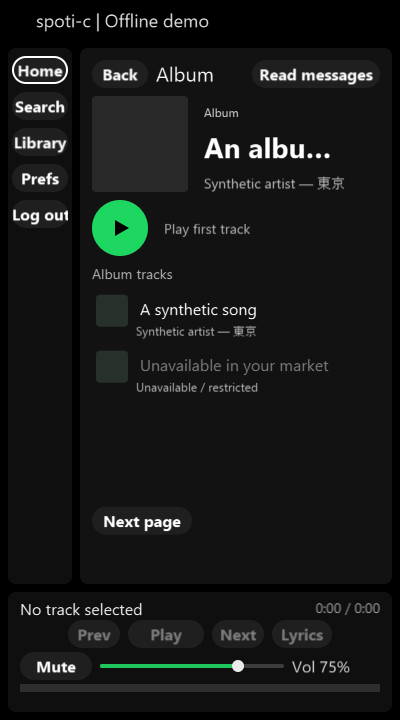 spoti-c | Offline demo
Home
Search
Library
Prefs
Log out
Back
Album
Read messages
Album
An albu...
Synthetic artist — 東京
Play first track
Album tracks
A synthetic song
Synthetic artist — 東京
Unavailable in your market
Unavailable / restricted
Next page
No track selected
0:00 / 0:00
Prev
Play
Next
Lyrics
Mute
Vol 75%